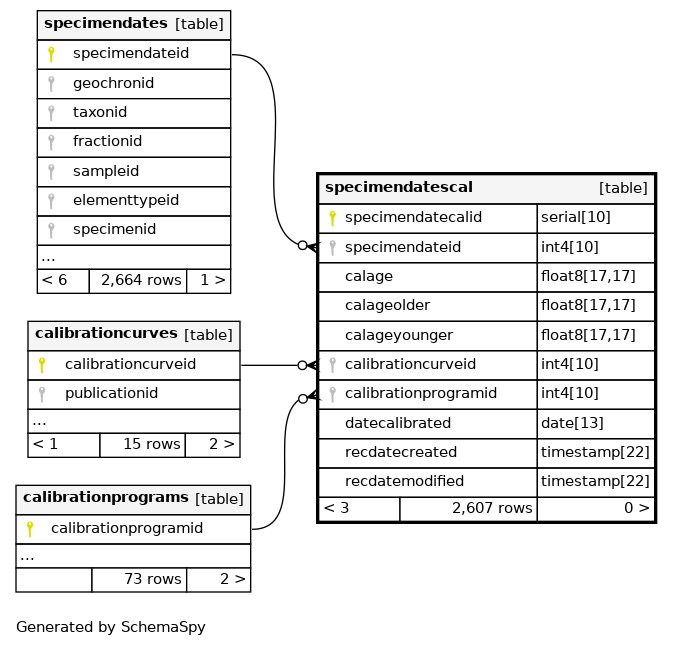 specimendates [table]
specimendateid
geochronid
taxonid
fractionid
sampleid
elementtypeid
specimenid
...
< 6 2,664 rows 1 >
calibrationcurves [table]
calibrationcurveid
publicationid
...
< 1 15 rows 2 >
calibrationprograms [table]
calibrationprogramid
...
73 rows 2 >
specimendatescal [table]
specimendatecalid serial[10]
specimendateid int4[10]
calage float8[17,17]
calageolder float8[17,17]
calageyounger float8[17,17]
calibrationcurveid int4[10]
calibrationprogramid int4[10]
datecalibrated date[13]
recdatecreated timestamp[22]
recdatemodified timestamp[22]
< 3 2,607 rows 0 >
Generated by SchemaSpy